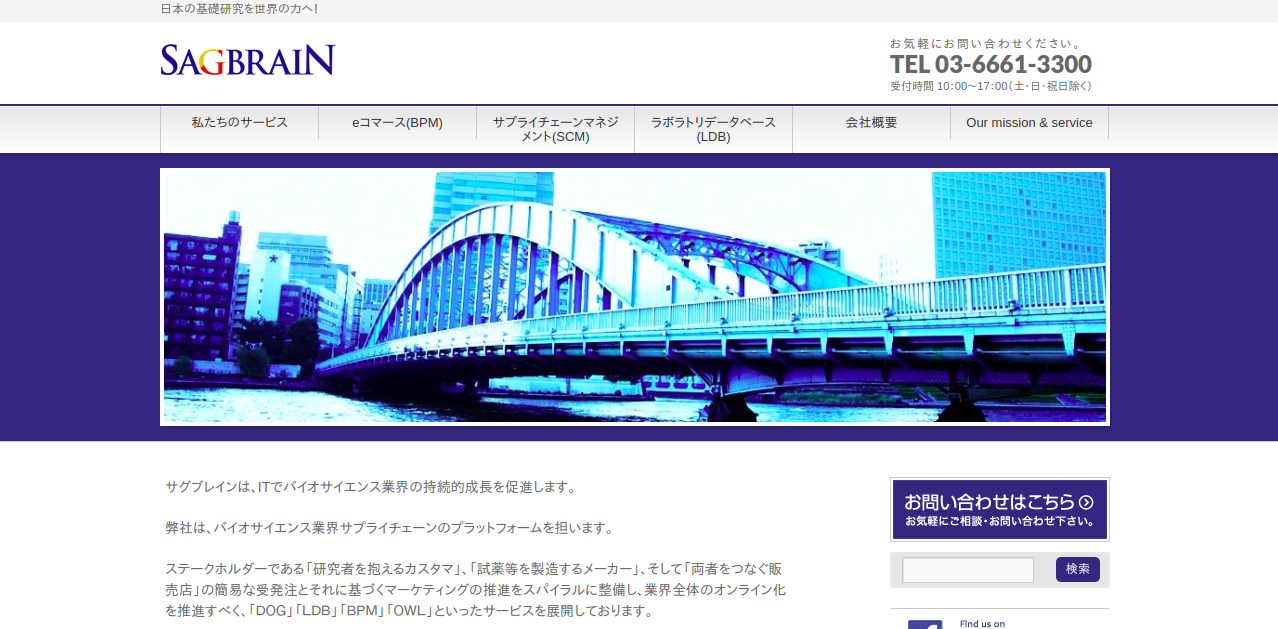 日本の基礎研究を世界の力へ！
SAGBRAIN
お気軽にお問い合わせください。
TEL 03-6661-3300
受付時間 10：00～17：00（土・日・祝日除く）
私たちのサービス
eコマース(BPM)
サプライチェーンマネジ
メント(SCM)
ラボラトリデータベース
(LDB)
会社概要
Our mission & service
サグブレインは、ITでバイオサイエンス業界の持続的成長を促進します。
弊社は、バイオサイエンス業界サプライチェーンのプラットフォームを担います。
ステークホルダーである「研究者を抱えるカスタマ」、「試薬等を製造するメーカー」、そして「両者をつなぐ販
売店」の簡易な受発注とそれに基づくマーケティングの推進をスパイラルに整備し、業界全体のオンライン化
を推進すべく、「DOG」「LDB」「BPM」「OWL」といったサービスを展開しております。
お問い合わせはこちら
お気軽にご相談・お問い合わせ下さい。
検索
Find us on